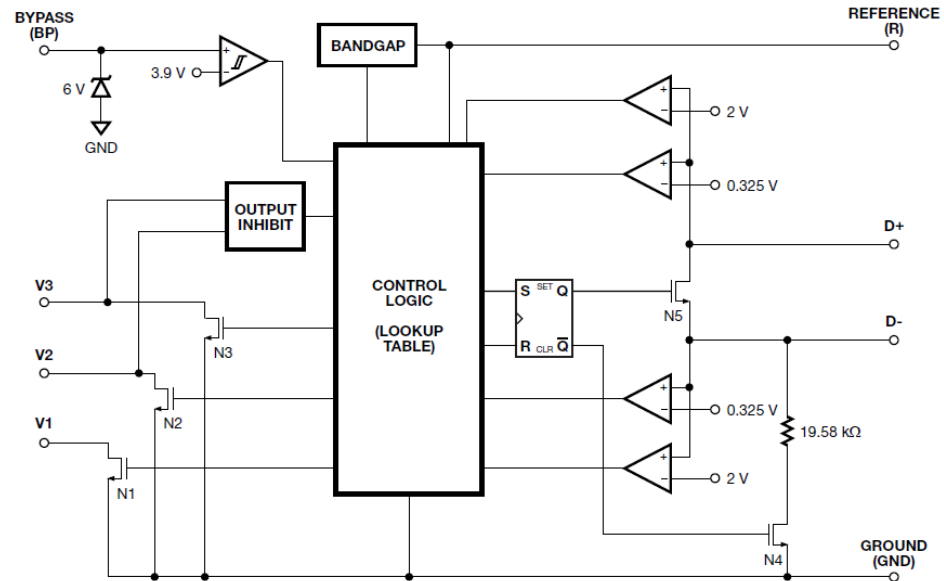 BYPASS
(BP)
REFERENCE
(R)
BANDGAP
+
−
3.9 V
6 V
GND
+
−
2 V
+
−
0.325 V
OUTPUT
INHIBIT
D+
CONTROL
LOGIC
(LOOKUP
TABLE)
S SET Q
R CLR Q̅
N5
D-
V3
N3
V2
N2
V1
N1
+
−
0.325 V
19.58 kΩ
+
−
2 V
N4
GROUND
(GND)